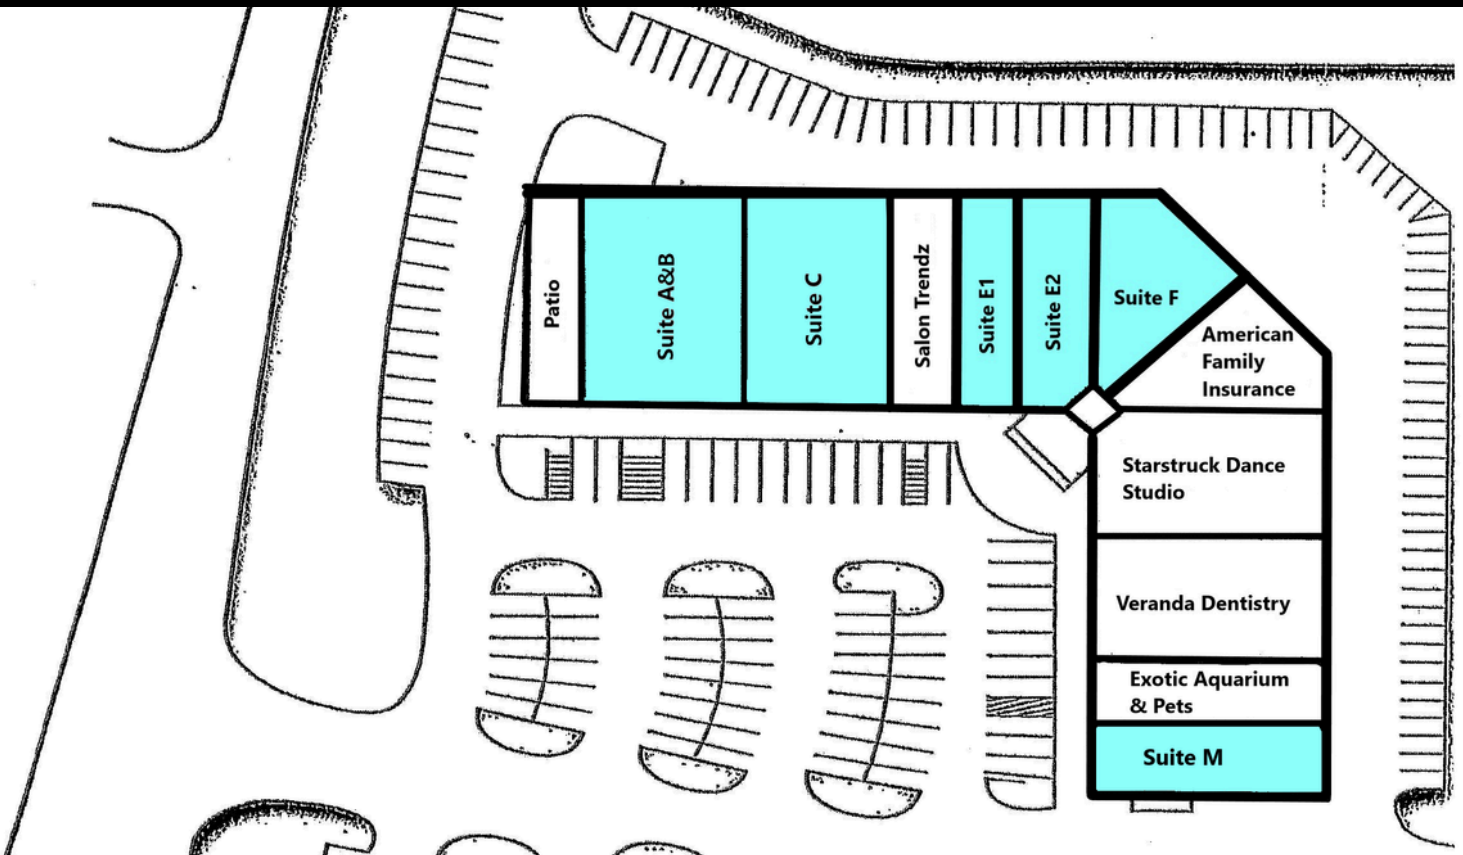 Patio
Suite A&B
Suite C
Salon Trendz
Suite E1
Suite E2
Suite F
American
Family
Insurance
Starstruck Dance
Studio
Veranda Dentistry
Exotic Aquarium
& Pets
Suite M